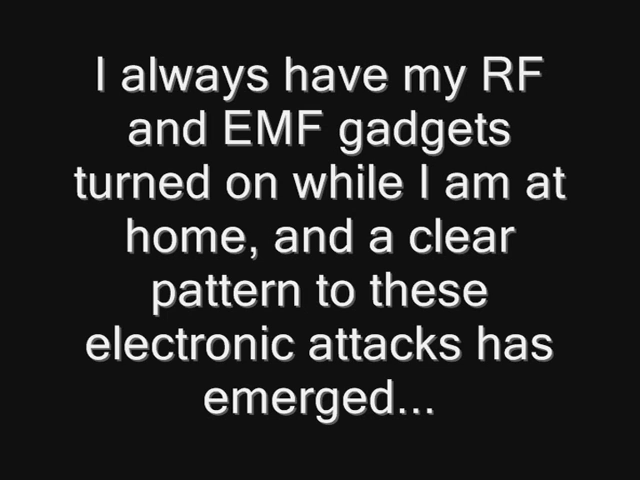 I always have my RF
and EMF gadgets
turned on while I am at
home, and a clear
pattern to these
electronic attacks has
emerged...